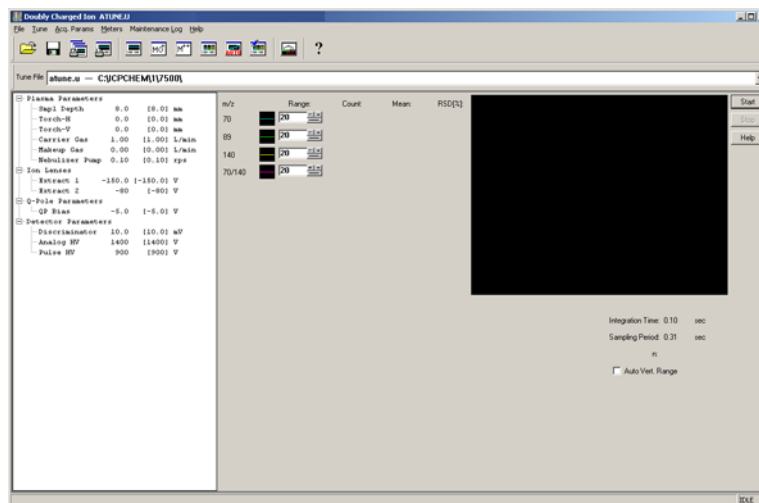 Doubly Charged Ion ATUNE.U
File Tune Acq. Params Meters Maintenance Log Help
Tune File atune.u — C:\ICPCHEM\1\7500\
Plasma Parameters
Smpl Depth 8.0 [8.0] mm
Torch-H 0.0 [0.0] mm
Torch-V 0.0 [0.0] mm
Carrier Gas 1.00 [1.00] L/min
Makeup Gas 0.00 [0.00] L/min
Nebulizer Pump 0.10 [0.10] rps
Ion Lenses
Extract 1 -150.0 [-150.0] V
Extract 2 -80 [-80] V
Q-Pole Parameters
QP Bias -5.0 [-5.0] V
Detector Parameters
Discriminator 10.0 [10.0] mV
Analog HV 1400 [1400] V
Pulse HV 900 [900] V
m/z Range: Count: Mean: RSD[%]:
70 20
89 20
140 20
70/140 20
Start
Stop
Help
Integration Time: 0.10 sec
Sampling Period: 0.31 sec
n:
Auto Vert. Range
IDLE